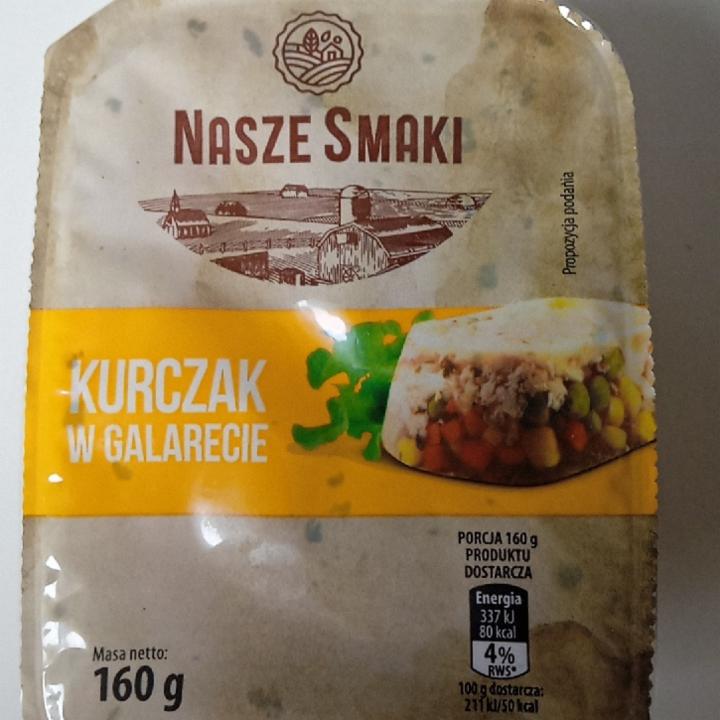 NASZE SMAKI
Propozycja podania
KURCZAK
W GALARECIE
PORCJA 160 g
PRODUKTU
DOSTARCZA
Energia
337 kJ
80 kcal
4%
RWS*
100 g dostarcza:
211 kJ/50 kcal
Masa netto:
160 g